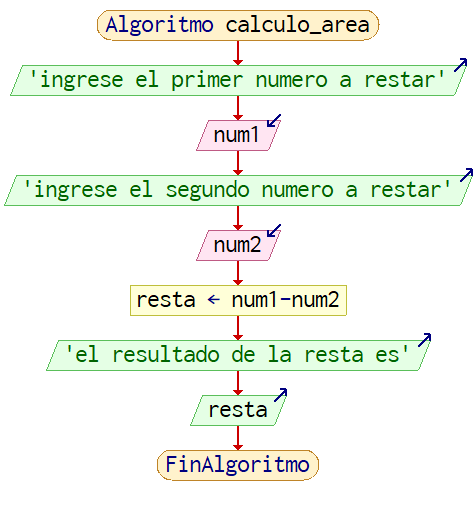 Algoritmo calculo_area
'ingrese el primer numero a restar'
num1
'ingrese el segundo numero a restar'
num2
resta ← num1-num2
'el resultado de la resta es'
resta
FinAlgoritmo